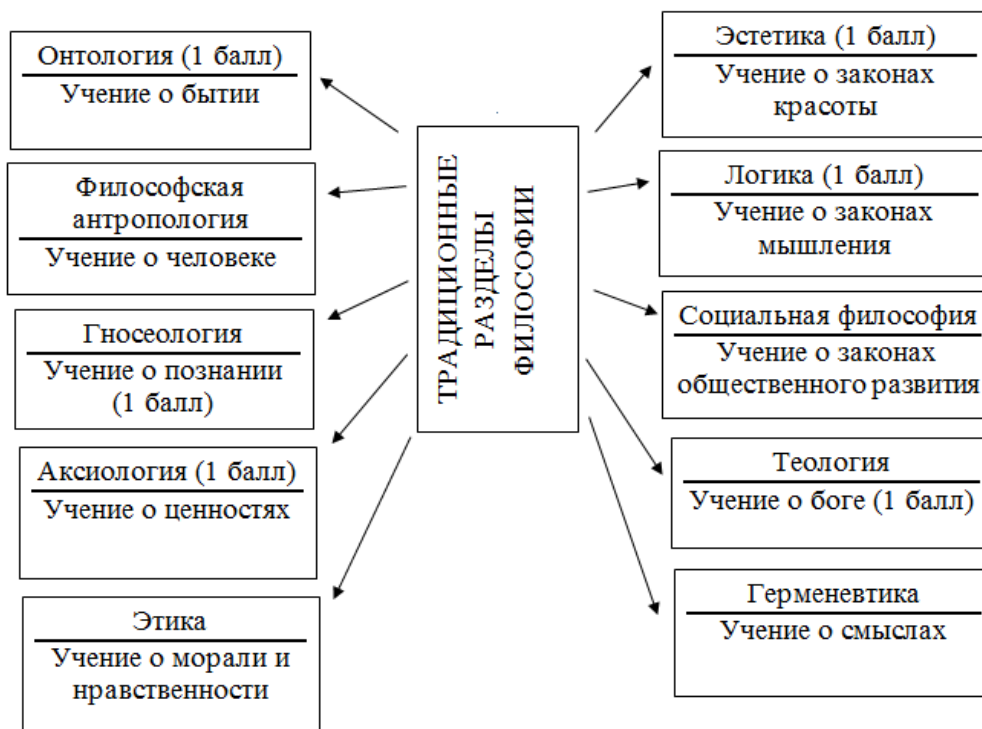 Онтология (1 балл)
Учение о бытии
Философская
антропология
Учение о человеке
Гносеология
Учение о познании
(1 балл)
Аксиология (1 балл)
Учение о ценностях
Этика
Учение о морали и
нравственности
ТРАДИЦИОННЫЕ
РАЗДЕЛЫ
ФИЛОСОФИИ
Эстетика (1 балл)
Учение о законах
красоты
Логика (1 балл)
Учение о законах
мышления
Социальная философия
Учение о законах
общественного развития
Теология
Учение о боге (1 балл)
Герменевтика
Учение о смыслах